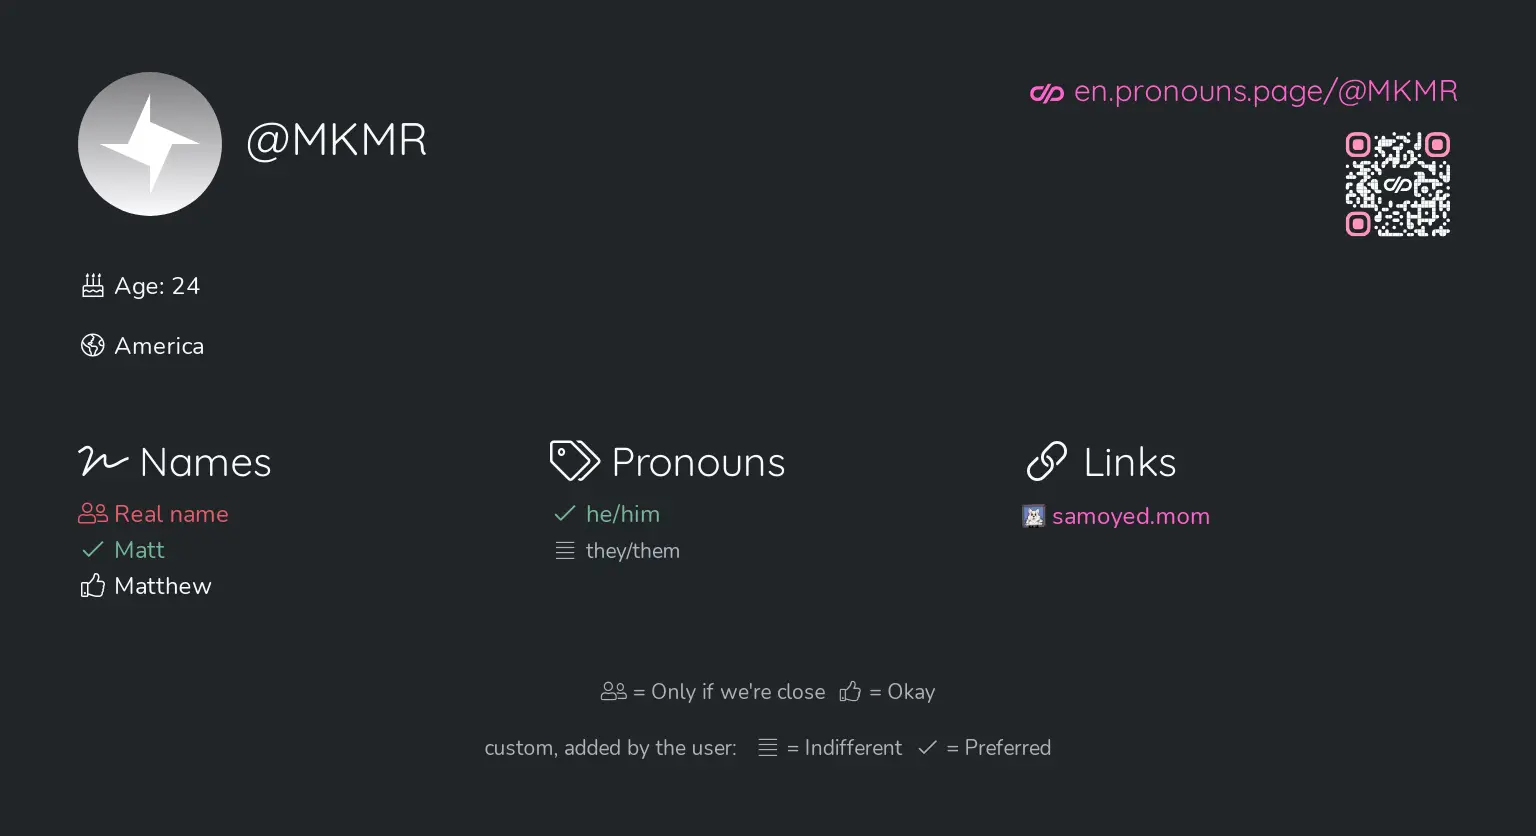 @MKMR
en.pronouns.page/@MKMR
Age: 24
America
Names
Real name
Matt
Matthew
Pronouns
he/him
they/them
Links
samoyed.mom
= Only if we're close = Okay
custom, added by the user: = Indifferent = Preferred